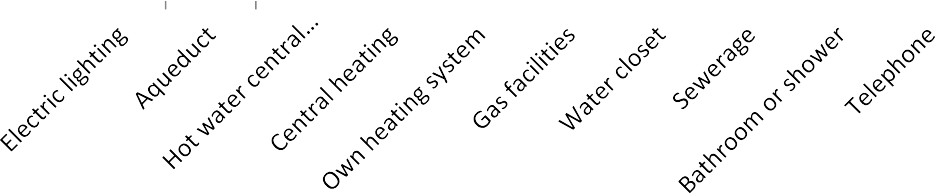 Electric lighting
Aqueduct
Hot water central...
Central heating
Own heating system
Gas facilities
Water closet
Sewerage
Bathroom or shower
Telephone